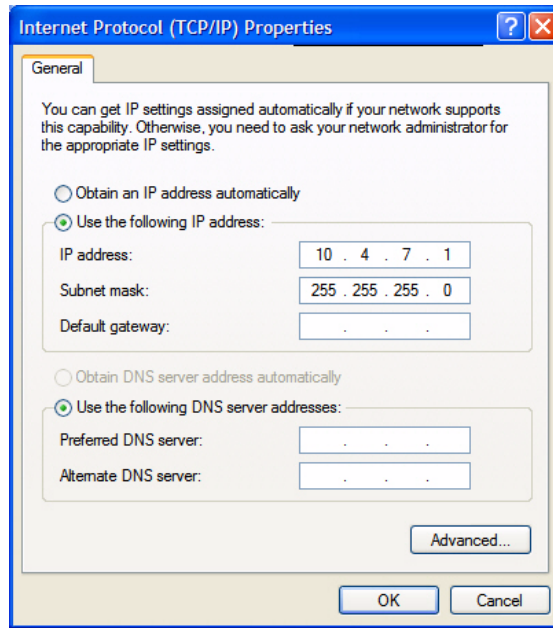 Internet Protocol (TCP/IP) Properties
General
You can get IP settings assigned automatically if your network supports
this capability. Otherwise, you need to ask your network administrator for
the appropriate IP settings.
Obtain an IP address automatically
Use the following IP address:
IP address: 10 . 4 . 7 . 1
Subnet mask: 255 . 255 . 255 . 0
Default gateway: . . .
Obtain DNS server address automatically
Use the following DNS server addresses:
Preferred DNS server: . . .
Alternate DNS server: . . .
Advanced...
OK Cancel